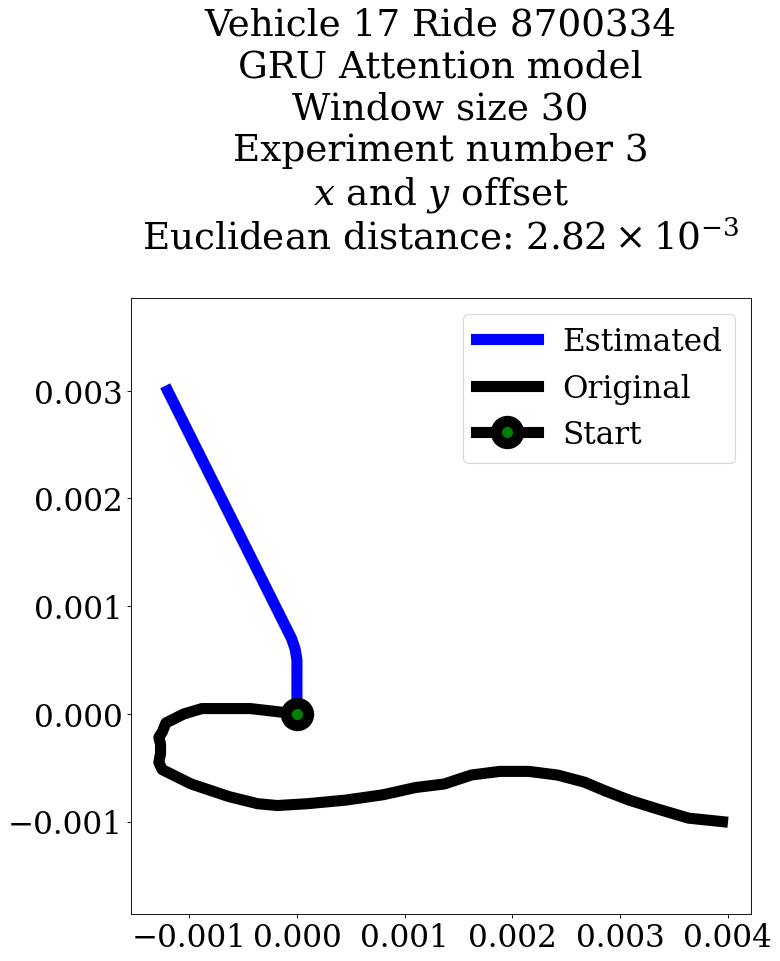 Vehicle 17 Ride 8700334
GRU Attention model
Window size 30
Experiment number 3
x and y offset
Euclidean distance: 2.82 × 10⁻³
Estimated
Original
Start
0.003
0.002
0.001
0.000
−0.001
−0.001 0.000 0.001 0.002 0.003 0.004